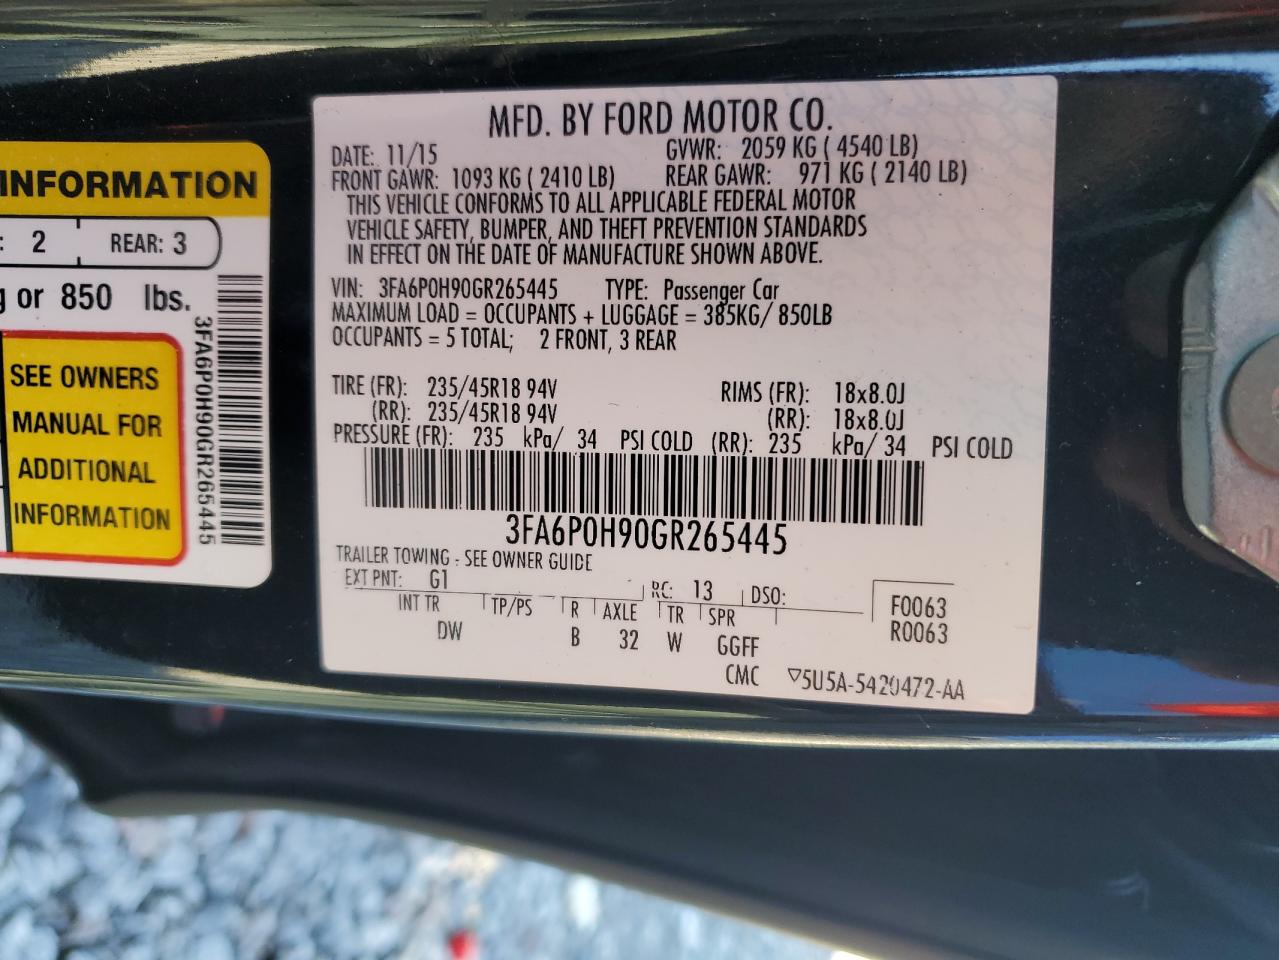 INFORMATION
: 2 REAR: 3
g or 850 lbs.
SEE OWNERS
MANUAL FOR
ADDITIONAL
INFORMATION
3FA6P0H90GR265445
MFD. BY FORD MOTOR CO.
DATE: 11/15 GVWR: 2059 KG ( 4540 LB)
FRONT GAWR: 1093 KG ( 2410 LB) REAR GAWR: 971 KG ( 2140 LB)
THIS VEHICLE CONFORMS TO ALL APPLICABLE FEDERAL MOTOR
VEHICLE SAFETY, BUMPER, AND THEFT PREVENTION STANDARDS
IN EFFECT ON THE DATE OF MANUFACTURE SHOWN ABOVE.
VIN: 3FA6P0H90GR265445 TYPE: Passenger Car
MAXIMUM LOAD = OCCUPANTS + LUGGAGE = 385KG/ 850LB
OCCUPANTS = 5 TOTAL; 2 FRONT, 3 REAR
TIRE (FR): 235/45R18 94V RIMS (FR): 18x8.0J
(RR): 235/45R18 94V (RR): 18x8.0J
PRESSURE (FR): 235 kPa/ 34 PSI COLD (RR): 235 kPa/ 34 PSI COLD
3FA6P0H90GR265445
TRAILER TOWING - SEE OWNER GUIDE
EXT PNT: G1 RC: 13 DSO:
INT TR TP/PS R AXLE TR SPR F0063
DW B 32 W GGFF R0063
CMC ▽5U5A-5420472-AA